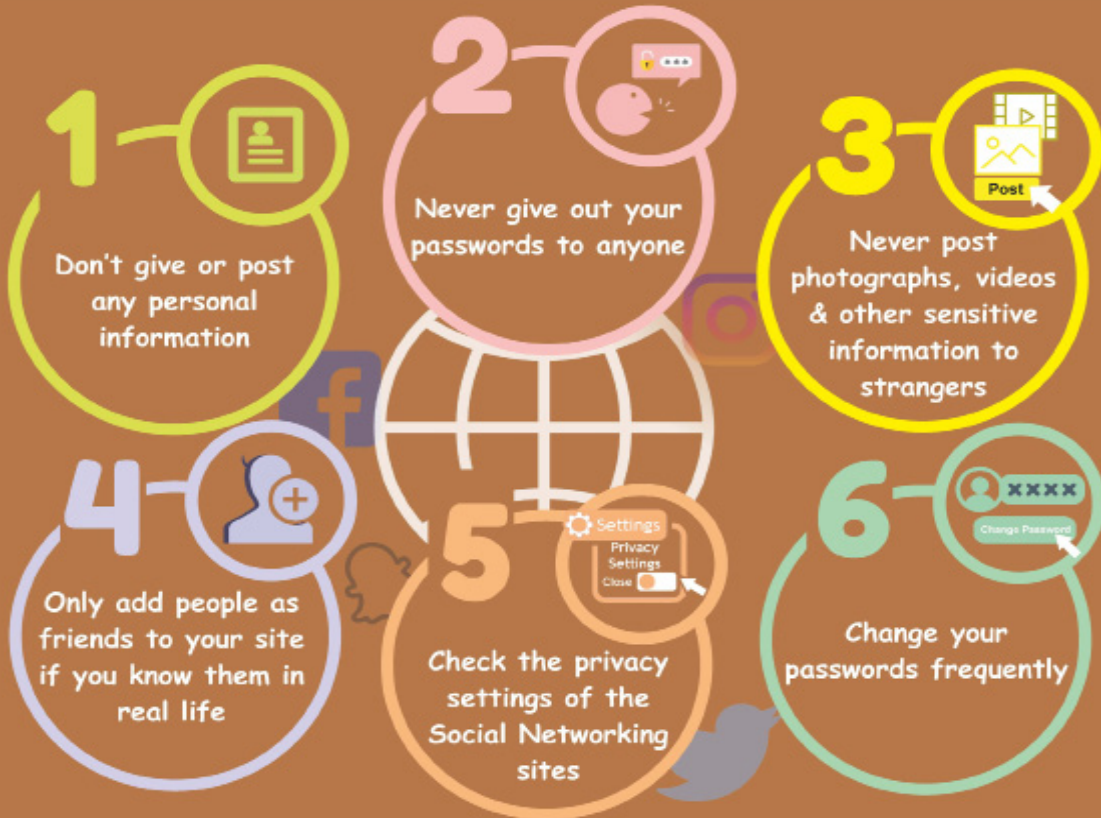 1
Don't give or post
any personal
information
2
Never give out your
passwords to anyone
3
Post
Never post
photographs, videos
& other sensitive
information to
strangers
4
Only add people as
friends to your site
if you know them in
real life
5
Settings
Privacy
Settings
Close
Check the privacy
settings of the
Social Networking
sites
6
xxxx
Change Password
Change your
passwords frequently